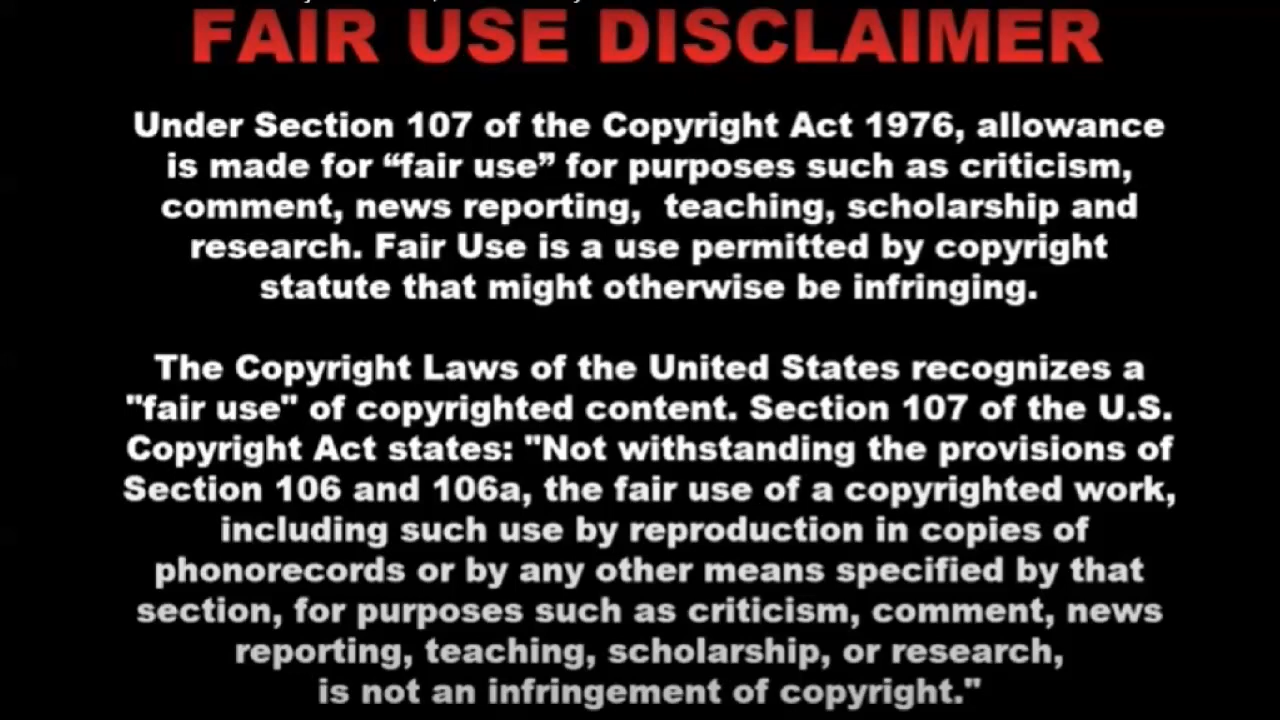 FAIR USE DISCLAIMER
Under Section 107 of the Copyright Act 1976, allowance
is made for “fair use” for purposes such as criticism,
comment, news reporting,  teaching, scholarship and
research. Fair Use is a use permitted by copyright
statute that might otherwise be infringing.
The Copyright Laws of the United States recognizes a
"fair use" of copyrighted content. Section 107 of the U.S.
Copyright Act states: "Not withstanding the provisions of
Section 106 and 106a, the fair use of a copyrighted work,
including such use by reproduction in copies of
phonorecords or by any other means specified by that
section, for purposes such as criticism, comment, news
reporting, teaching, scholarship, or research,
is not an infringement of copyright."